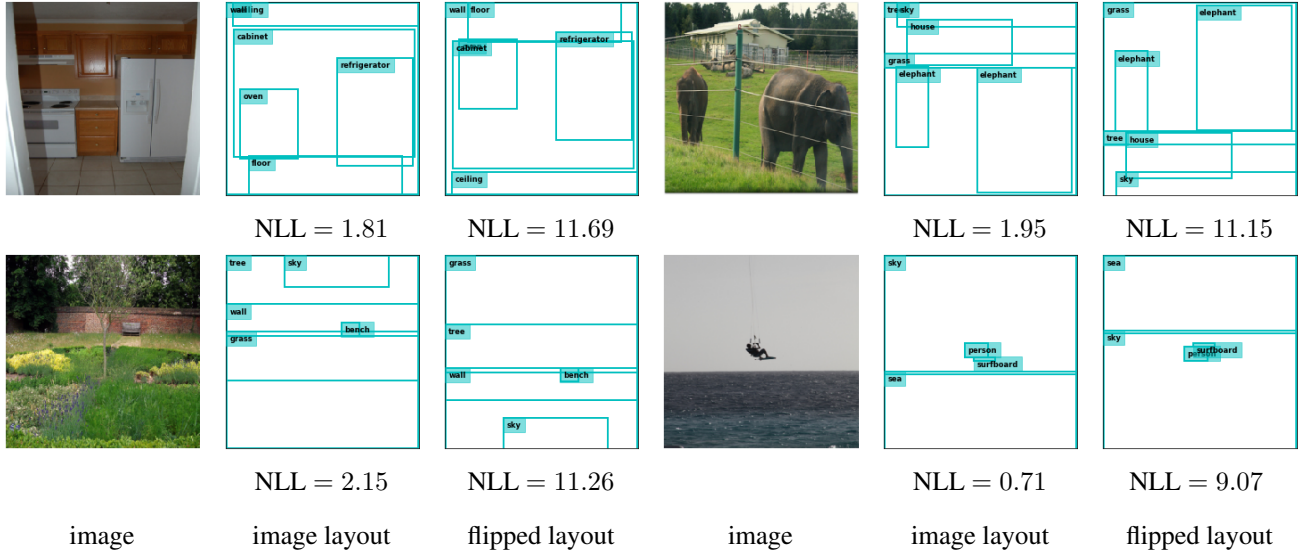 wall
cabinet
refrigerator
oven
floor
wall floor
refrigerator
cabinet
ceiling
tree sky
house
grass
elephant elephant
grass
elephant
elephant
tree house
sky
NLL = 1.81 NLL = 11.69 NLL = 1.95 NLL = 11.15
tree sky
wall
bench
grass
grass
tree
wall bench
sky
sky
person
surfboard
sea
sea
sky
surfboard
person
NLL = 2.15 NLL = 11.26 NLL = 0.71 NLL = 9.07
image image layout flipped layout image image layout flipped layout